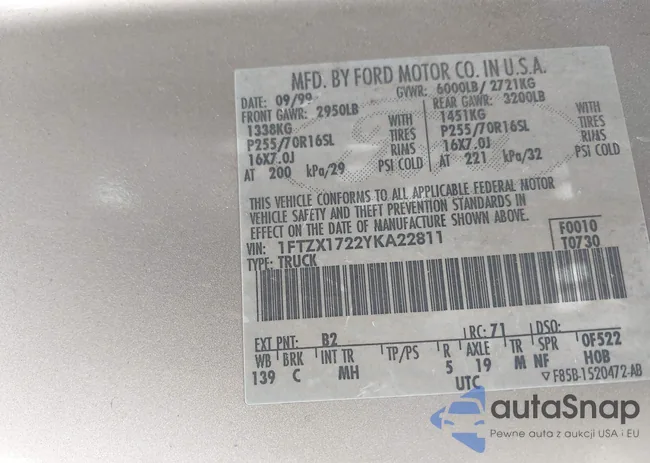 MFD. BY FORD MOTOR CO. IN U.S.A.
DATE: 09/99 GVWR: 6000LB/ 2721KG
FRONT GAWR: 2950LB REAR GAWR: 3200LB
1338KG WITH 1451KG WITH
P255/70R16SL TIRES P255/70R16SL TIRES
16X7.0J RIMS 16X7.0J RIMS
AT 200 kPa/29 PSI COLD AT 221 kPa/32 PSI COLD
THIS VEHICLE CONFORMS TO ALL APPLICABLE FEDERAL MOTOR
VEHICLE SAFETY AND THEFT PREVENTION STANDARDS IN
EFFECT ON THE DATE OF MANUFACTURE SHOWN ABOVE.
VIN: 1FTZX1722YKA22811 F0010
TYPE: TRUCK T0730
EXT PNT: B2 RC: 71 DSO:
WB BRK INT TR TP/PS R AXLE TR SPR 0F522
139 C MH 5 19 M NF HOB
UTC ▽ F85B-1520472-AB
autaSnap
Pewne auta z aukcji USA i EU